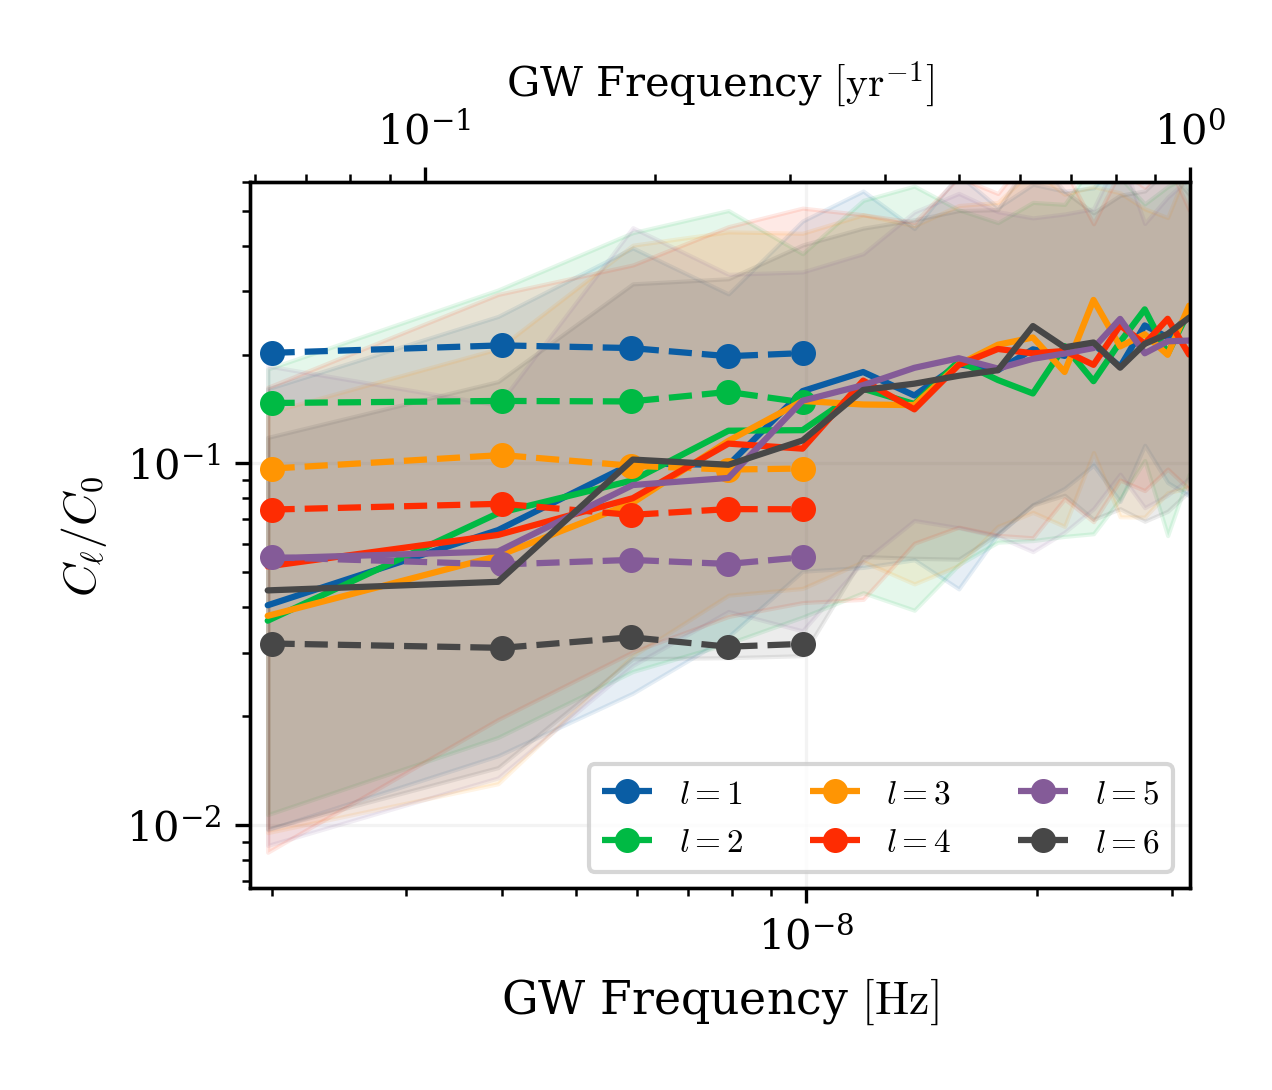 GW Frequency [yr⁻¹]
10⁻¹ 10⁰
10⁻¹
C_ℓ/C₀
10⁻²
l = 1 l = 3 l = 5
l = 2 l = 4 l = 6
10⁻⁸
GW Frequency [Hz]